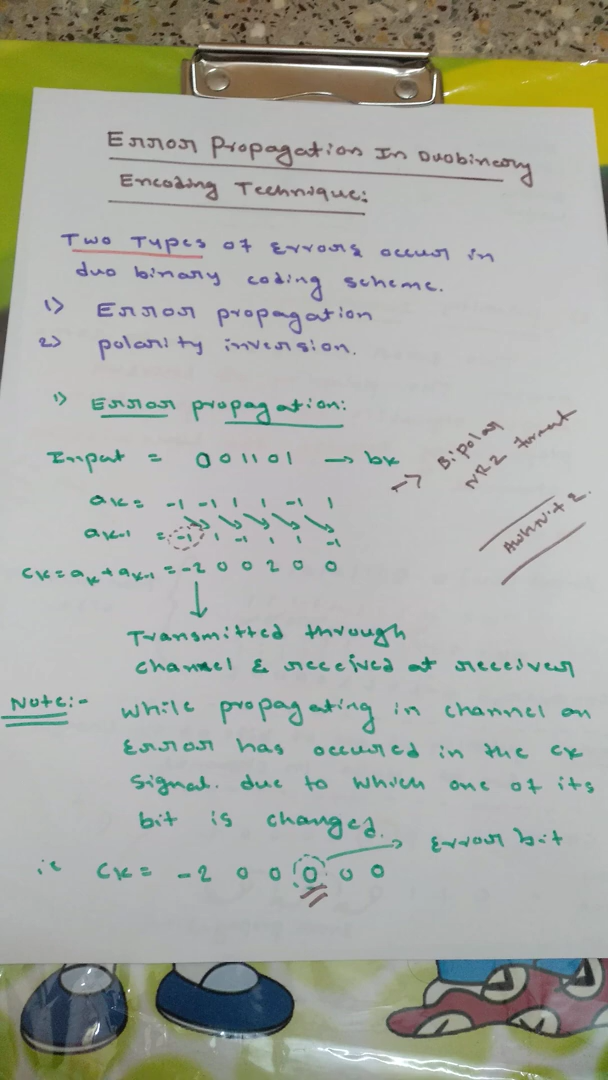 Error Propagation In Duobinary
Encoding Technique:
Two Types of Errors occur in
duo binary coding scheme.
1) Error propagation
2) polarity inversion.
1) Error propagation:
Input = 001101 → bk
→ Bipolar
NRZ format
ak = -1 -1 1 1 -1 1
ak-1 = -1 1 -1 1 1 -1 -1
ck = ak + ak-1 = -2 0 0 2 0 0
Transmitted through
channel & received at receiver
Note:- while propagating in channel an
Error has occured in the ck
signal. due to which one of its
bit is changed.
→ Error bit
ie ck = -2 0 0 0 0 0